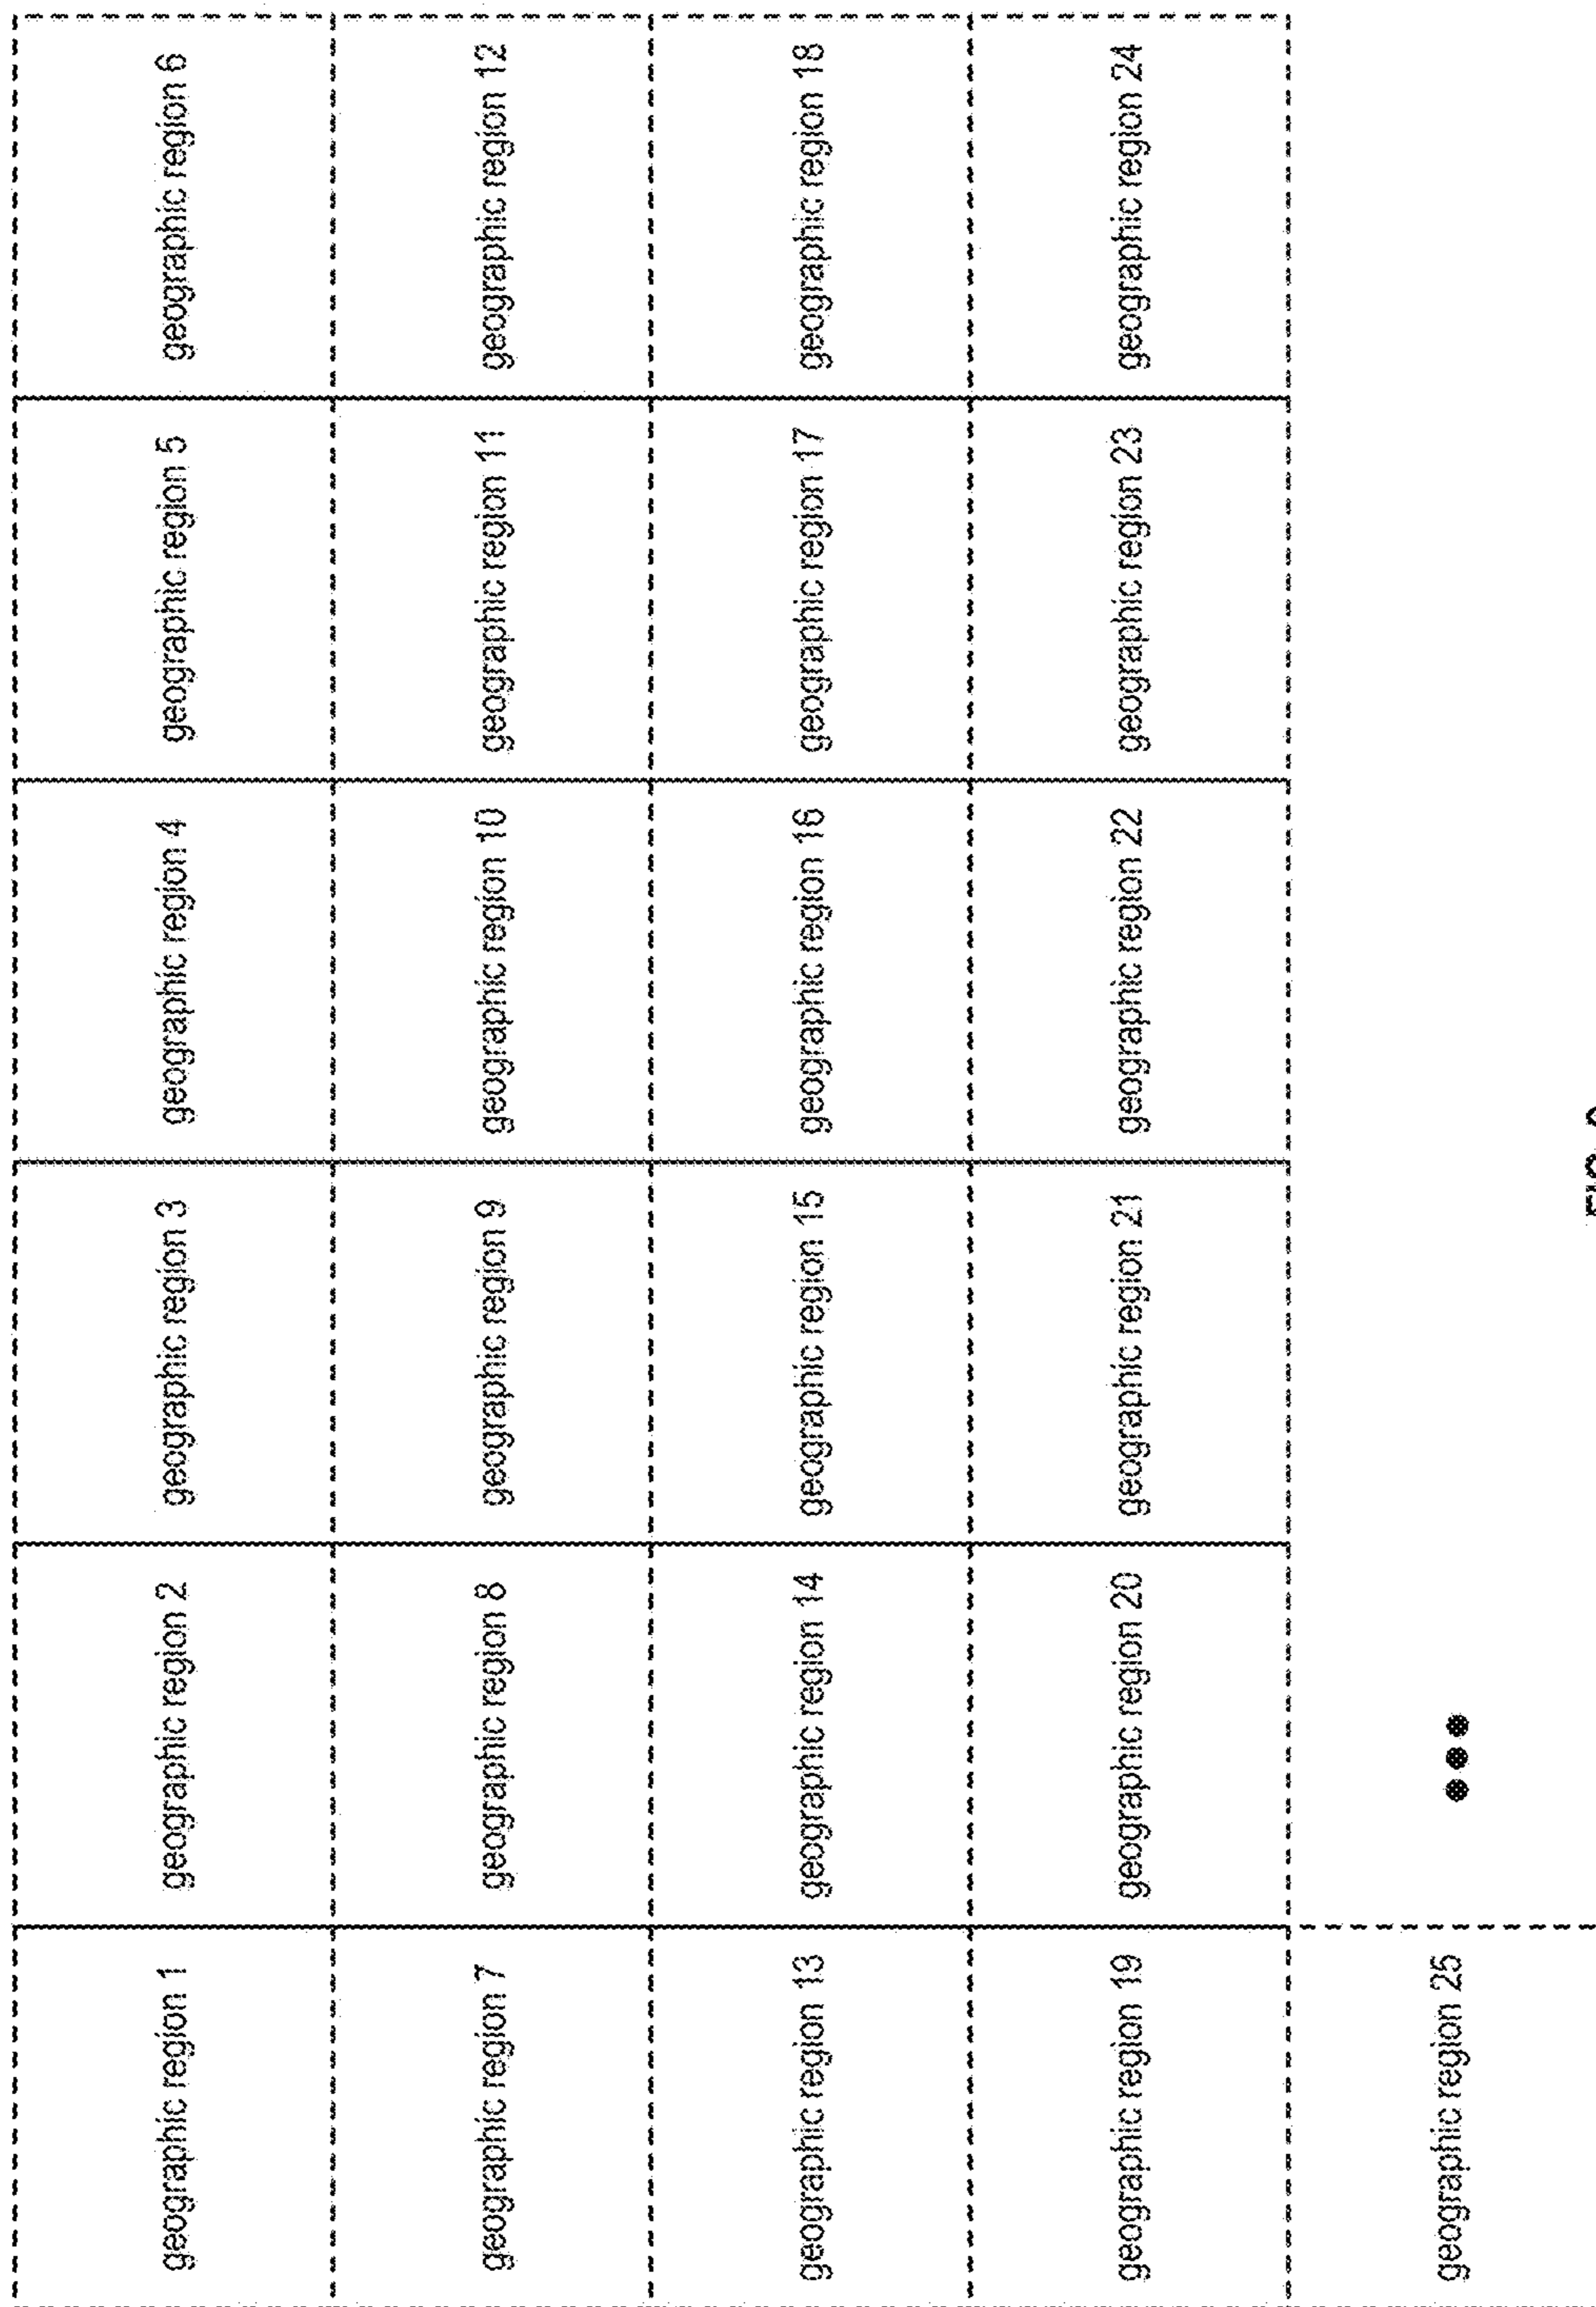 geographic region 1
geographic region 2
geographic region 3
geographic region 4
geographic region 5
geographic region 6
geographic region 7
geographic region 8
geographic region 9
geographic region 10
geographic region 11
geographic region 12
geographic region 13
geographic region 14
geographic region 15
geographic region 16
geographic region 17
geographic region 18
geographic region 19
geographic region 20
geographic region 21
geographic region 22
geographic region 23
geographic region 24
geographic region 25
•••
FIG.